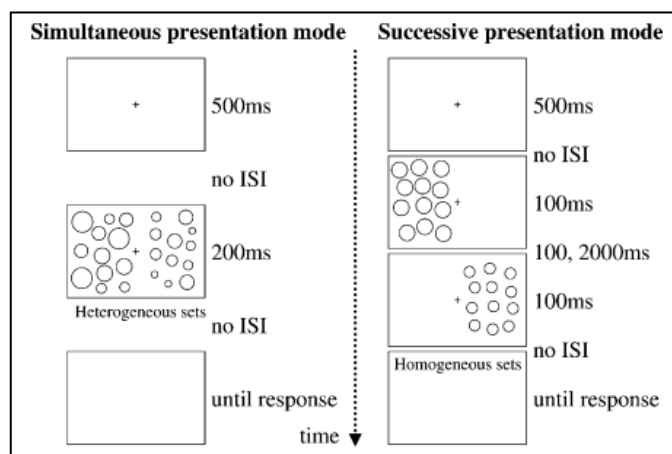 Simultaneous presentation mode
500ms
no ISI
200ms
Heterogeneous sets
no ISI
until response
time
Successive presentation mode
500ms
no ISI
100ms
100, 2000ms
100ms
no ISI
Homogeneous sets
until response